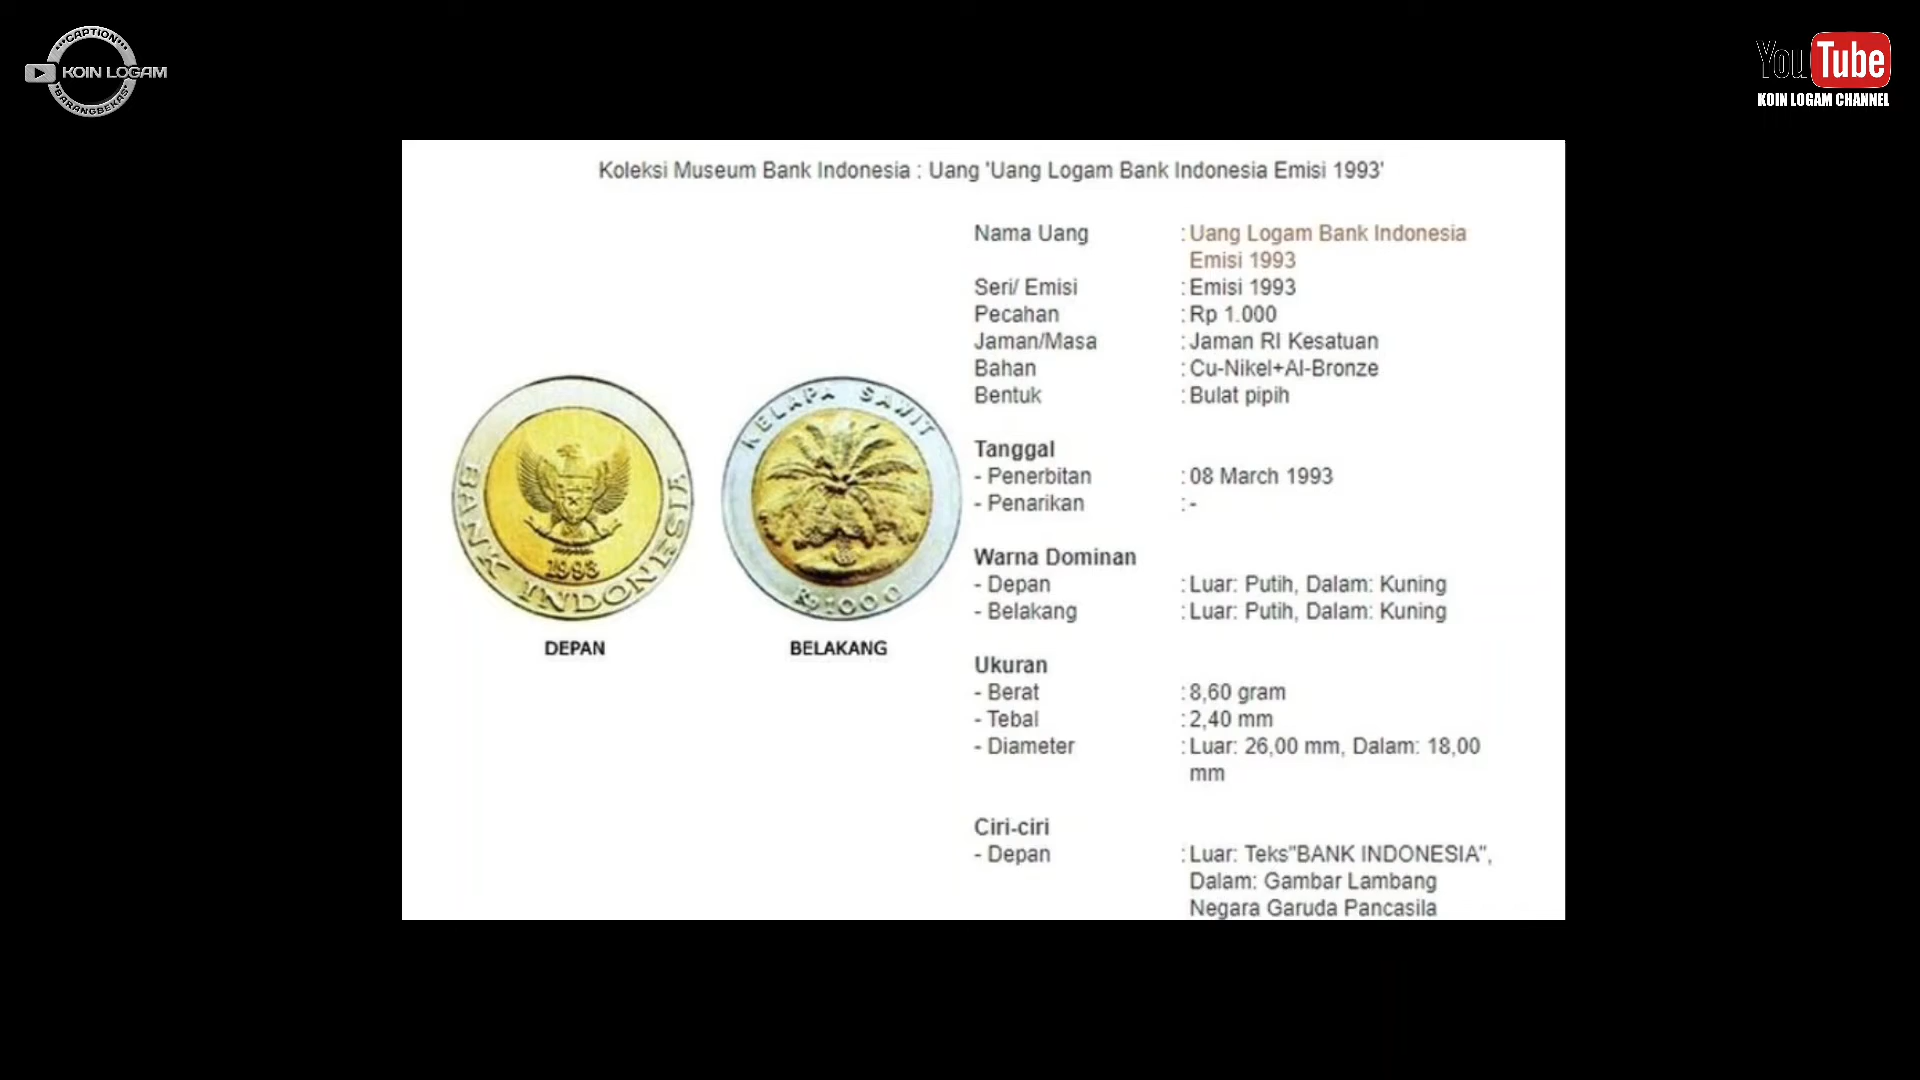 CAPTION
KOIN LOGAM
BARANGBEKAS
YouTube
KOIN LOGAM CHANNEL
Koleksi Museum Bank Indonesia : Uang 'Uang Logam Bank Indonesia Emisi 1993'
Nama Uang : Uang Logam Bank Indonesia
Emisi 1993
Seri/ Emisi : Emisi 1993
Pecahan : Rp 1.000
Jaman/Masa : Jaman RI Kesatuan
Bahan : Cu-Nikel+Al-Bronze
Bentuk : Bulat pipih
Tanggal
- Penerbitan : 08 March 1993
- Penarikan : -
Warna Dominan
- Depan : Luar: Putih, Dalam: Kuning
- Belakang : Luar: Putih, Dalam: Kuning
Ukuran
- Berat : 8,60 gram
- Tebal : 2,40 mm
- Diameter : Luar: 26,00 mm, Dalam: 18,00
mm
Ciri-ciri
- Depan : Luar: Teks"BANK INDONESIA",
Dalam: Gambar Lambang
Negara Garuda Pancasila
1993
BANK INDONESIA
DEPAN
KELAPA SAWIT
Rp1000
BELAKANG